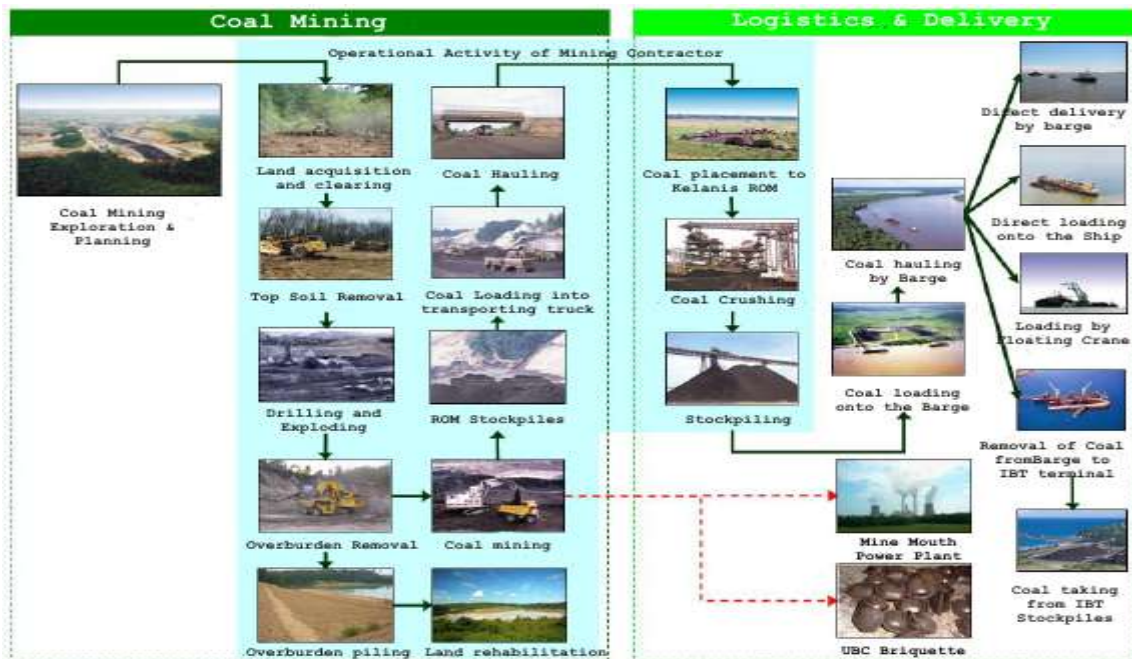 Coal Mining
Logistics & Delivery
Operational Activity of Mining Contractor
Coal Mining
Exploration &
Planning
Land acquisition
and clearing
Top Soil Removal
Drilling and
Exploding
Overburden Removal
Overburden piling
Land rehabilitation
Coal mining
ROM Stockpiles
Coal Loading into
transporting truck
Coal Hauling
Coal placement to
Kelanis ROM
Coal Crushing
Stockpiling
Coal loading
onto the Barge
Coal hauling
by Barge
Direct delivery
by barge
Direct loading
onto the Ship
Loading by
Floating Crane
Removal of Coal
fromBarge to
IBT terminal
Coal taking
from IBT
Stockpiles
Mine Mouth
Power Plant
UBC Briquette